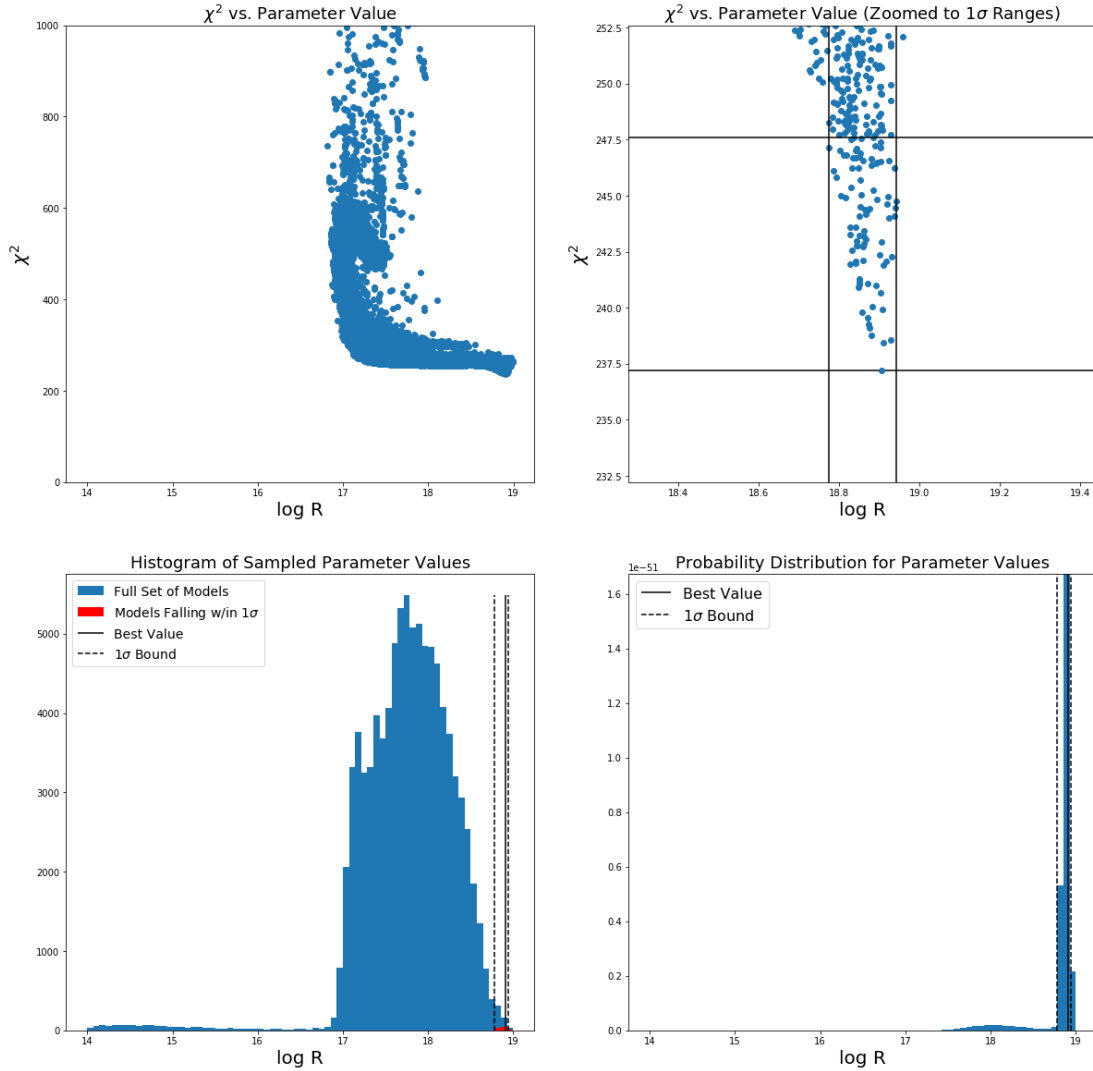 χ² vs. Parameter Value
1000
800
600
400
200
0
χ²
14 15 16 17 18 19
log R
χ² vs. Parameter Value (Zoomed to 1σ Ranges)
252.5
250.0
247.5
245.0
242.5
240.0
237.5
235.0
232.5
χ²
18.4 18.6 18.8 19.0 19.2 19.4
log R
Histogram of Sampled Parameter Values
Full Set of Models
Models Falling w/in 1σ
Best Value
1σ Bound
5000
4000
3000
2000
1000
0
14 15 16 17 18 19
log R
Probability Distribution for Parameter Values
1e−51
Best Value
1σ Bound
1.6
1.4
1.2
1.0
0.8
0.6
0.4
0.2
0.0
14 15 16 17 18 19
log R